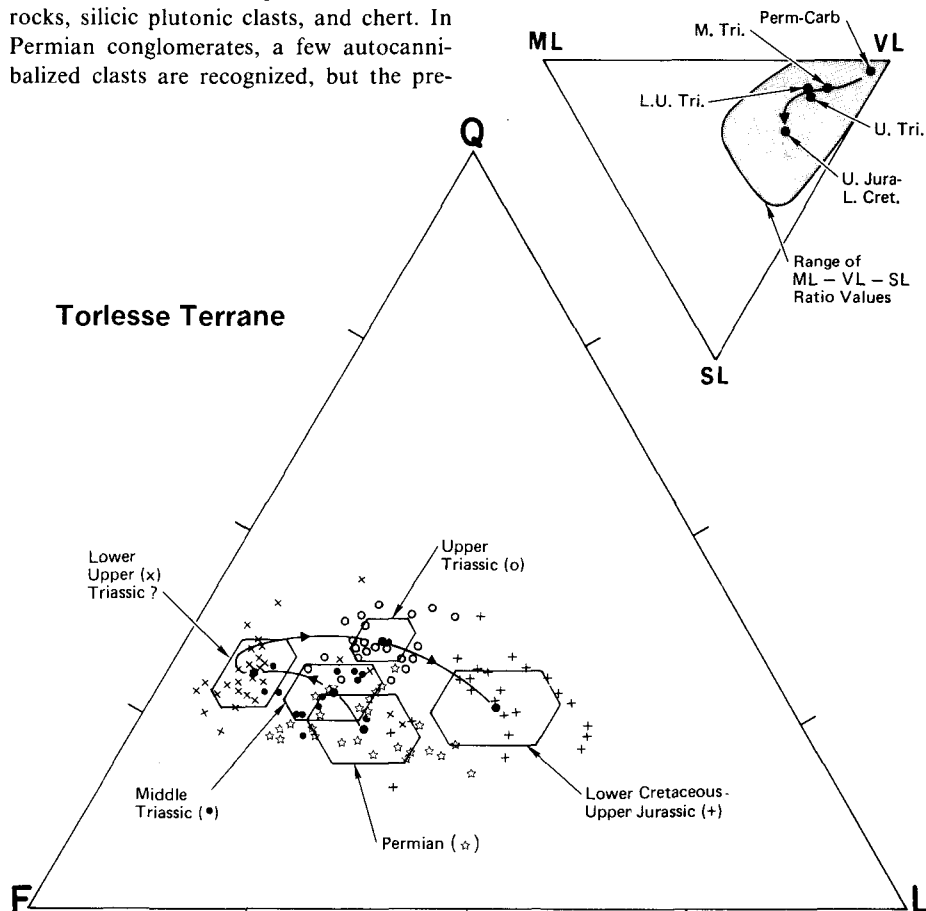 rocks, silicic plutonic clasts, and chert. In
Permian conglomerates, a few autocanni-
balized clasts are recognized, but the pre-
ML
M. Tri.
Perm-Carb
VL
L.U. Tri.
U. Tri.
U. Jura-
L. Cret.
Range of
ML – VL – SL
Ratio Values
SL
Torlesse Terrane
Q
Lower
Upper (x)
Triassic ?
Upper
Triassic (o)
Middle
Triassic (•)
Permian (☆)
Lower Cretaceous-
Upper Jurassic (+)
F
L